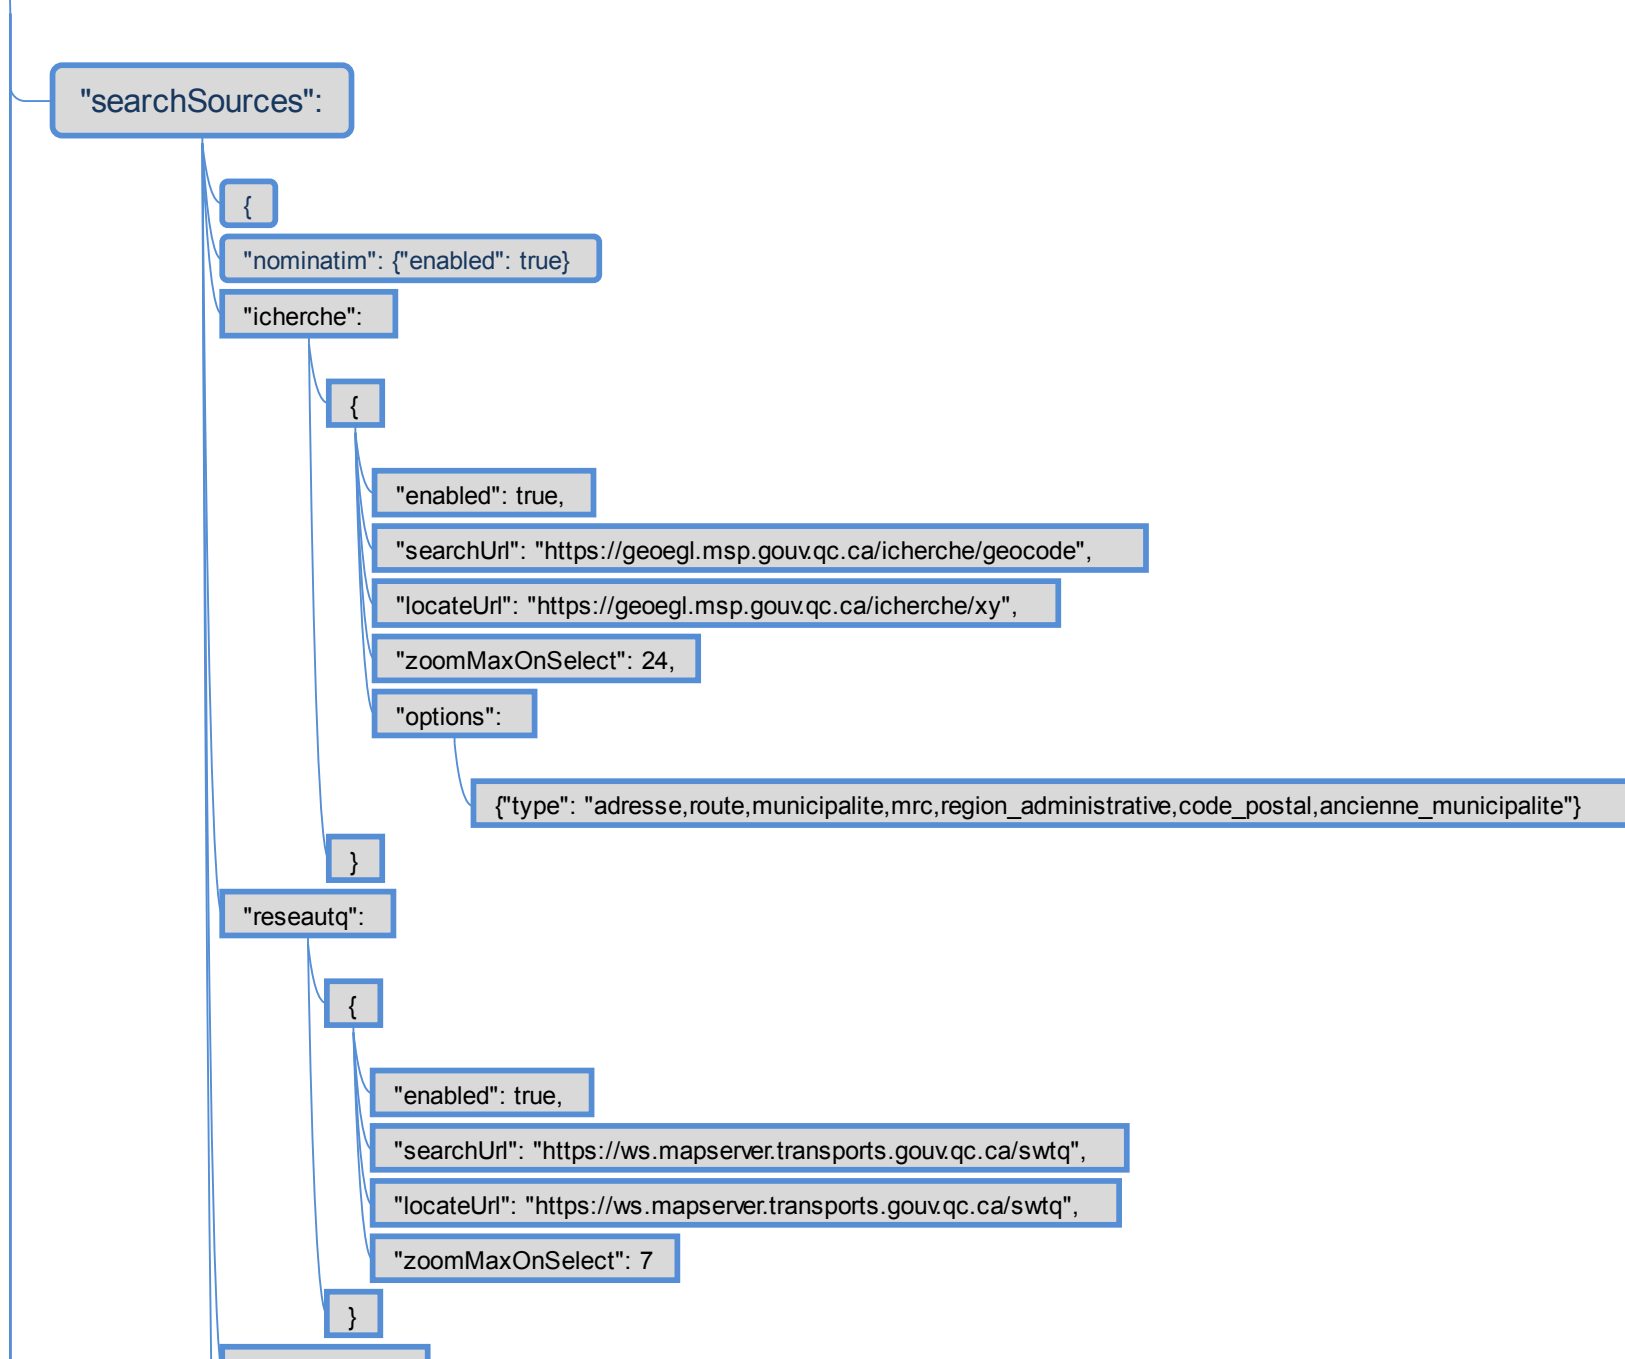 "searchSources":
{
"nominatim": {"enabled": true}
"icherche":
{
"enabled": true,
"searchUrl": "https://geoegl.msp.gouv.qc.ca/icherche/geocode",
"locateUrl": "https://geoegl.msp.gouv.qc.ca/icherche/xy",
"zoomMaxOnSelect": 24,
"options":
{"type": "adresse,route,municipalite,mrc,region_administrative,code_postal,ancienne_municipalite"}
}
"reseautq":
{
"enabled": true,
"searchUrl": "https://ws.mapserver.transports.gouv.qc.ca/swtq",
"locateUrl": "https://ws.mapserver.transports.gouv.qc.ca/swtq",
"zoomMaxOnSelect": 7
}